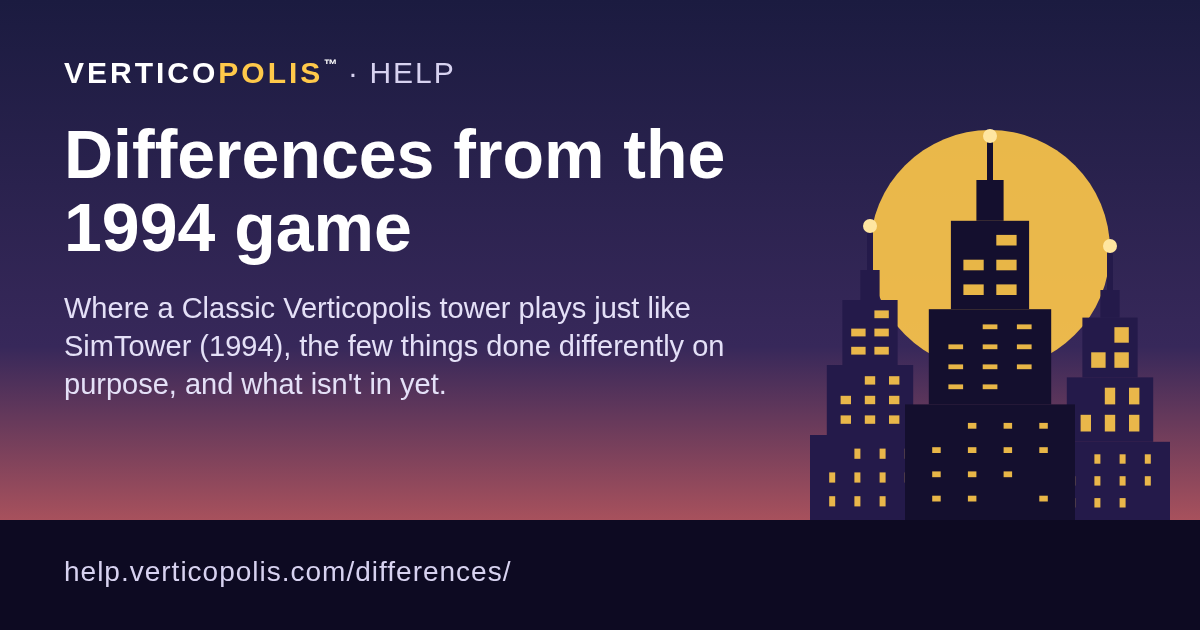 VERTICOPOLIS™ · HELP
Differences from the
1994 game
Where a Classic Verticopolis tower plays just like
SimTower (1994), the few things done differently on
purpose, and what isn't in yet.
help.verticopolis.com/differences/